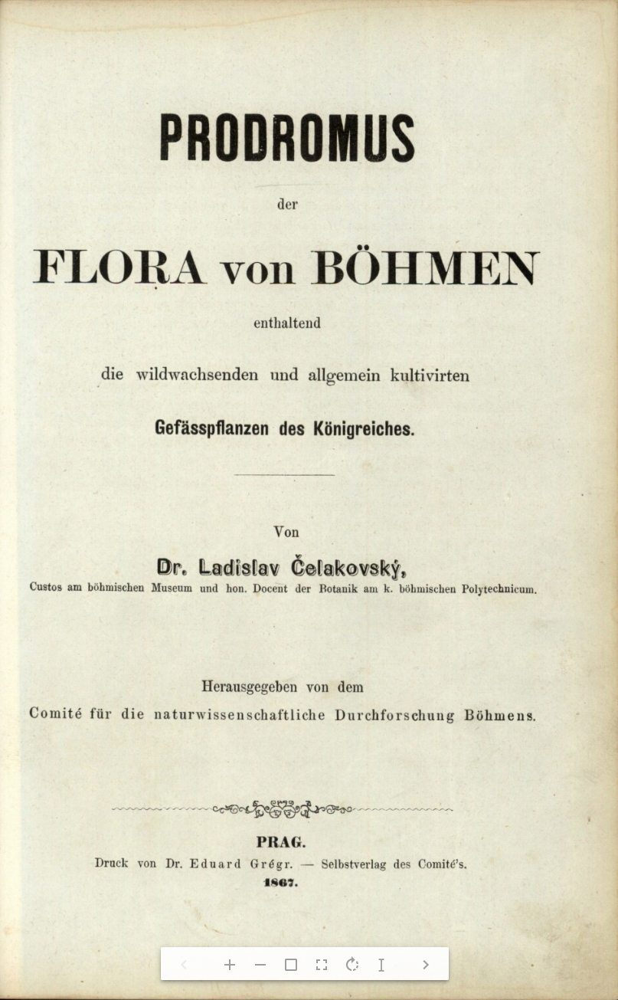 PRODROMUS
der
FLORA von BÖHMEN
enthaltend
die wildwachsenden und allgemein kultivirten
Gefässpflanzen des Königreiches.
Von
Dr. Ladislav Čelakovský,
Custos am böhmischen Museum und hon. Docent der Botanik am k. böhmischen Polytechnicum.
Herausgegeben von dem
Comité für die naturwissenschaftliche Durchforschung Böhmens.
PRAG.
Druck von Dr. Eduard Grégr. — Selbstverlag des Comité's.
1867.